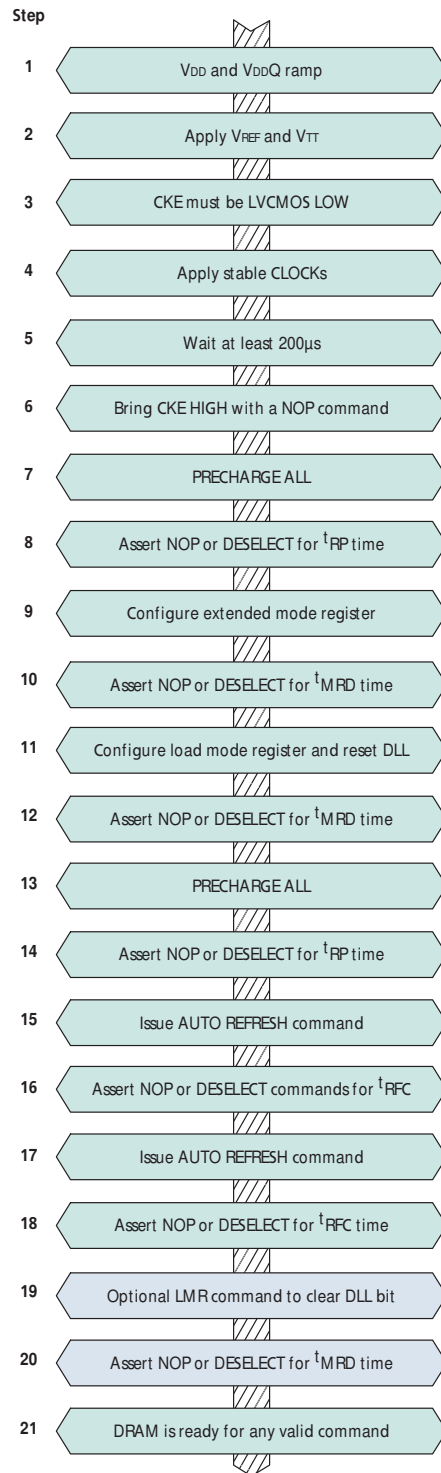 Step
1 VDD and VDDQ ramp
2 Apply VREF and VTT
3 CKE must be LVCMOS LOW
4 Apply stable CLOCKs
5 Wait at least 200µs
6 Bring CKE HIGH with a NOP command
7 PRECHARGE ALL
8 Assert NOP or DESELECT for tRP time
9 Configure extended mode register
10 Assert NOP or DESELECT for tMRD time
11 Configure load mode register and reset DLL
12 Assert NOP or DESELECT for tMRD time
13 PRECHARGE ALL
14 Assert NOP or DESELECT for tRP time
15 Issue AUTO REFRESH command
16 Assert NOP or DESELECT commands for tRFC
17 Issue AUTO REFRESH command
18 Assert NOP or DESELECT for tRFC time
19 Optional LMR command to clear DLL bit
20 Assert NOP or DESELECT for tMRD time
21 DRAM is ready for any valid command